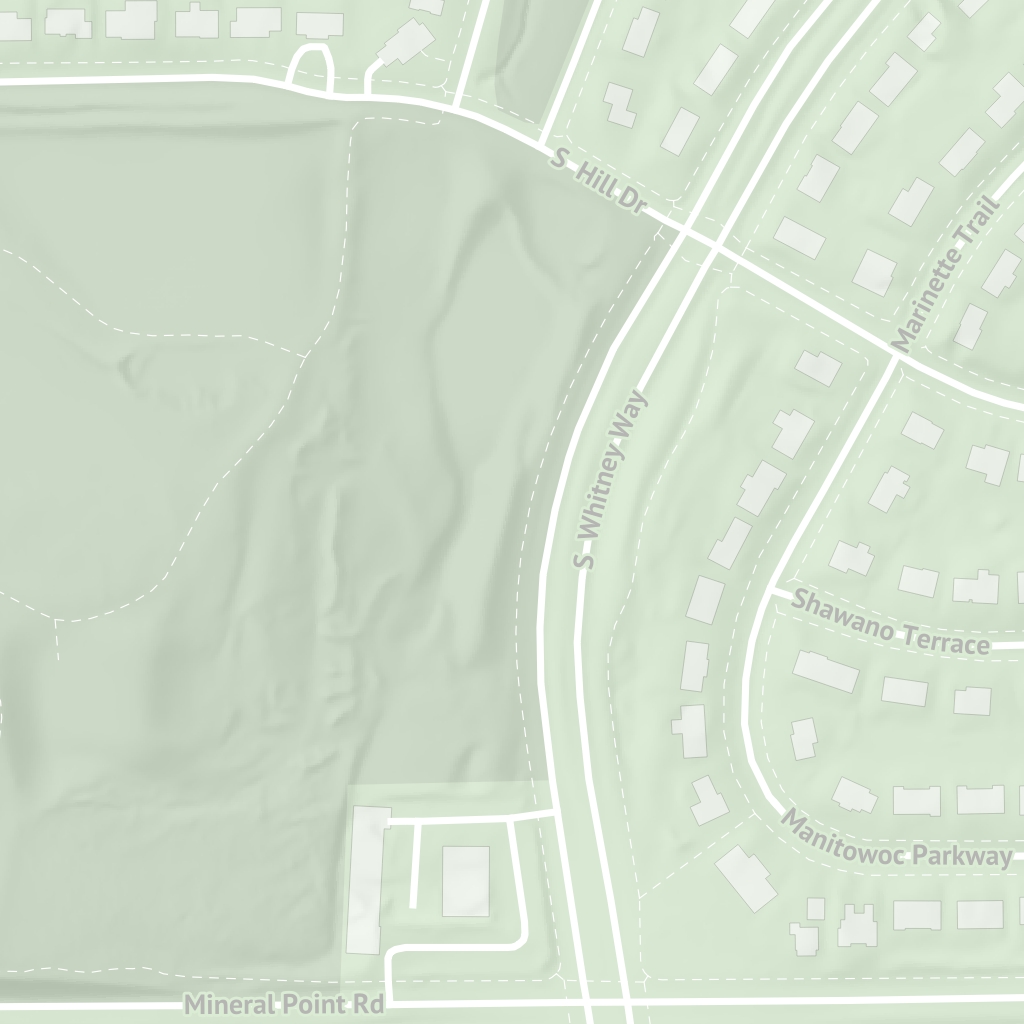 S Hill Dr
Marinette Trail
S Whitney Way
Shawano Terrace
Manitowoc Parkway
Mineral Point Rd